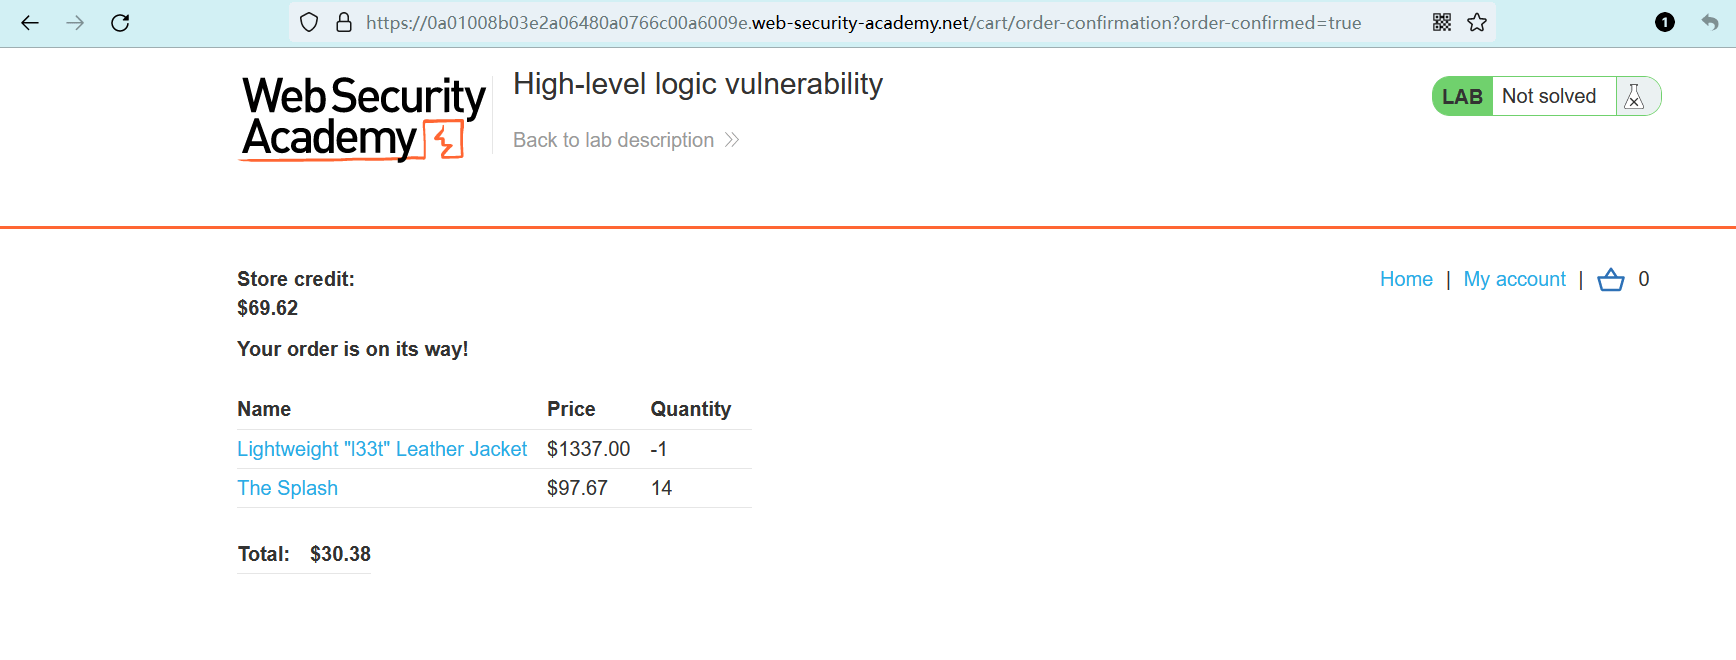 https://0a01008b03e2a06480a0766c00a6009e.web-security-academy.net/cart/order-confirmation?order-confirmed=true
1
WebSecurity
Academy
High-level logic vulnerability
Back to lab description
LAB Not solved
Store credit:
$69.62
Home | My account | 0
Your order is on its way!
Name Price Quantity
Lightweight "l33t" Leather Jacket $1337.00 -1
The Splash $97.67 14
Total: $30.38